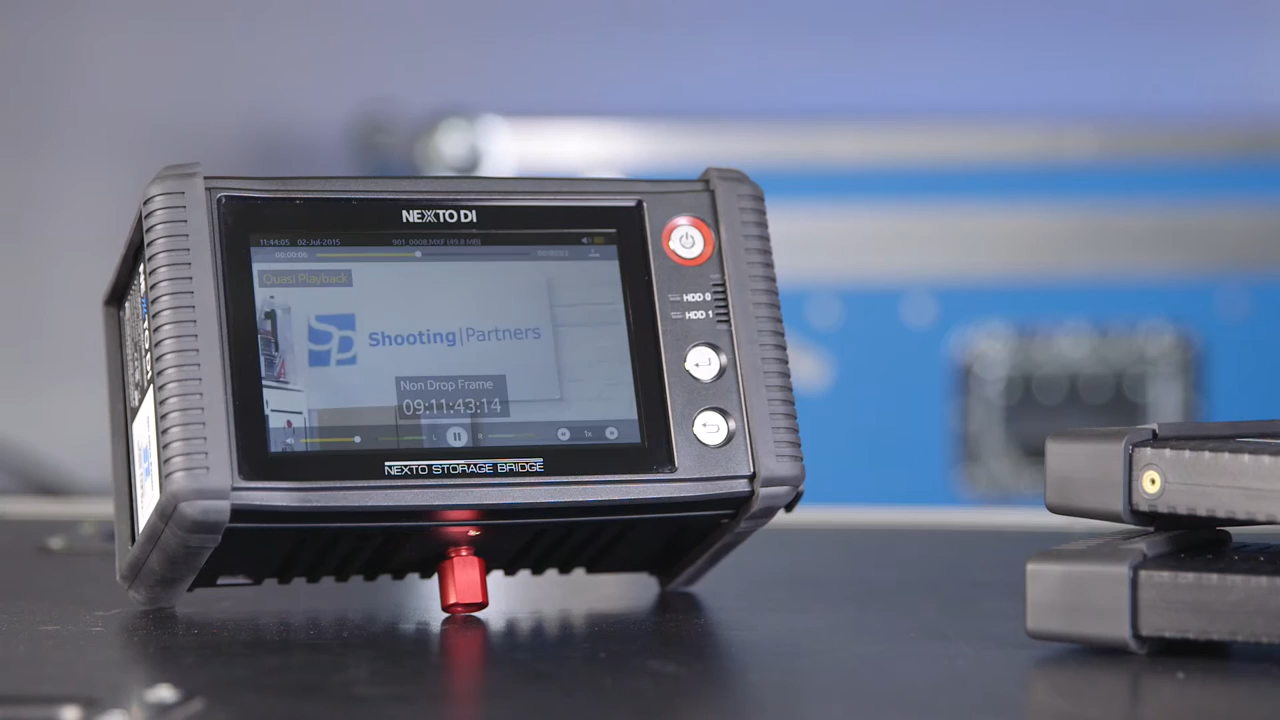 NEXTO DI
11:44:05 02-Jul-2015 901_0008.MXF (49.8 MB)
00:00:06
Quasi Playback
SP Shooting|Partners
Non Drop Frame
09:11:43:14
L R 1x
NEXTO STORAGE BRIDGE
HDD 0
HDD 1